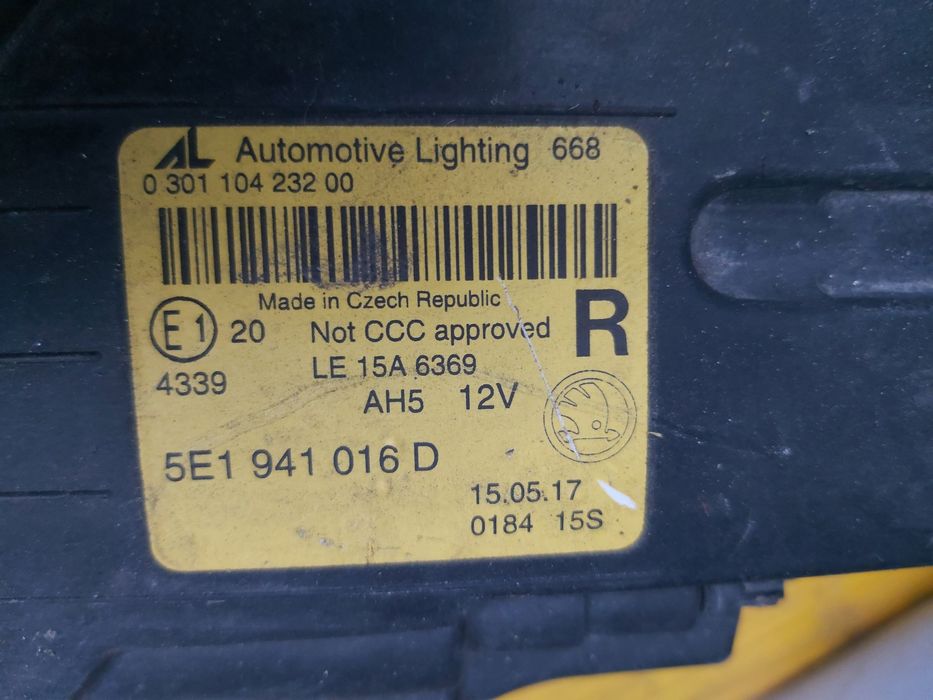 AL Automotive Lighting 668
0 301 104 232 00
Made in Czech Republic
E1 20 Not CCC approved R
LE 15A 6369
4339
AH5 12V
5E1 941 016 D
15.05.17
0184 15S